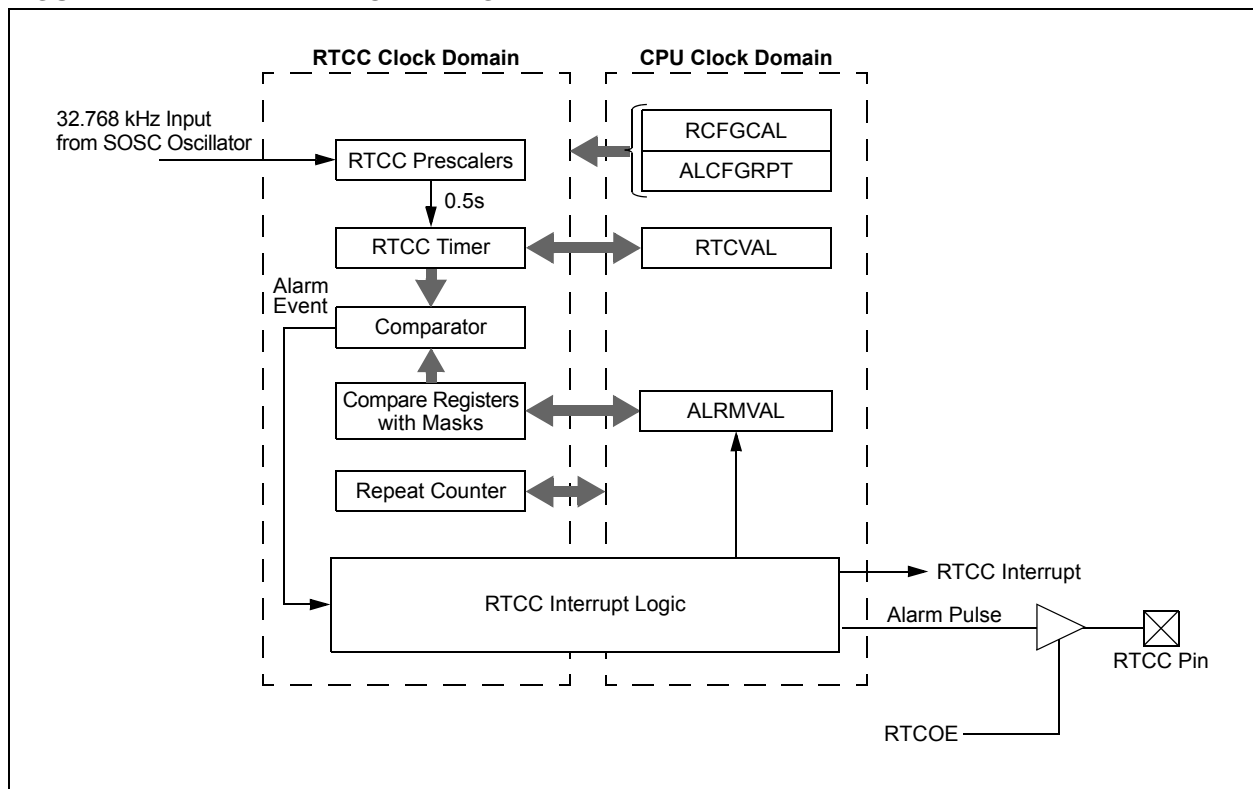 RTCC Clock Domain
CPU Clock Domain
32.768 kHz Input
from SOSC Oscillator
RTCC Prescalers
0.5s
RTCC Timer
Alarm
Event
Comparator
Compare Registers
with Masks
Repeat Counter
RCFGCAL
ALCFGRPT
RTCVAL
ALRMVAL
RTCC Interrupt Logic
RTCC Interrupt
Alarm Pulse
RTCC Pin
RTCOE